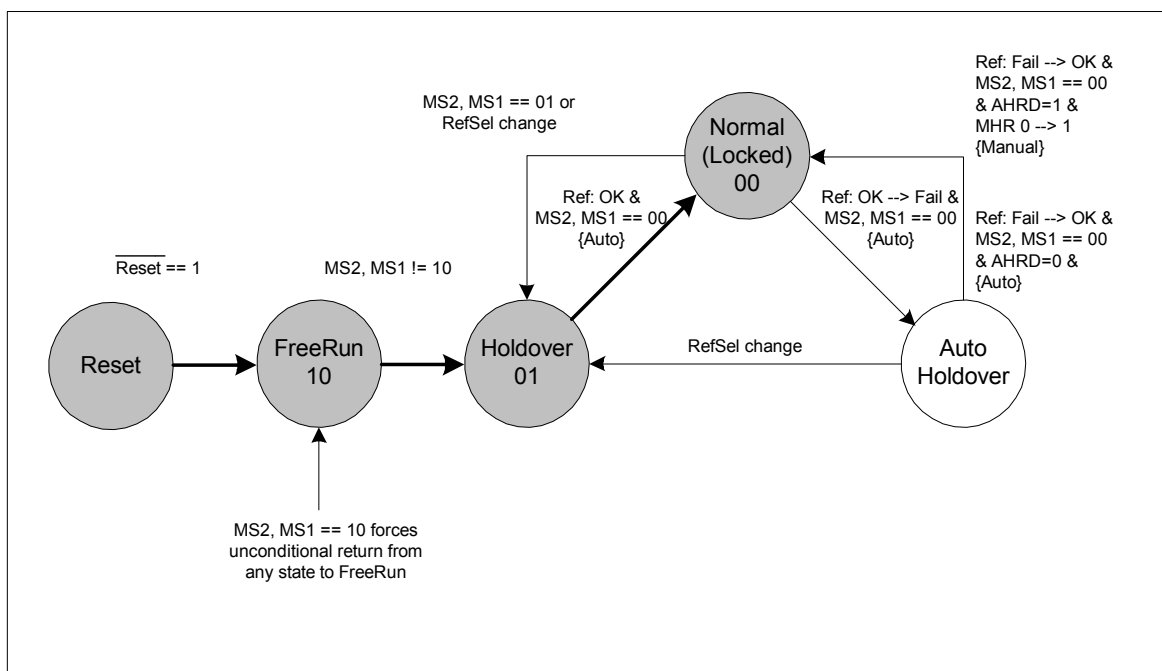 Ref: Fail --> OK &
MS2, MS1 == 00
& AHRD=1 &
MHR 0 --> 1
{Manual}
MS2, MS1 == 01 or
RefSel change
Normal
(Locked)
00
Ref: OK &
MS2, MS1 == 00
{Auto}
Ref: OK --> Fail &
MS2, MS1 == 00
{Auto}
Ref: Fail --> OK &
MS2, MS1 == 00
& AHRD=0 &
{Auto}
Reset == 1
MS2, MS1 != 10
Reset
FreeRun
10
Holdover
01
RefSel change
Auto
Holdover
MS2, MS1 == 10 forces
unconditional return from
any state to FreeRun